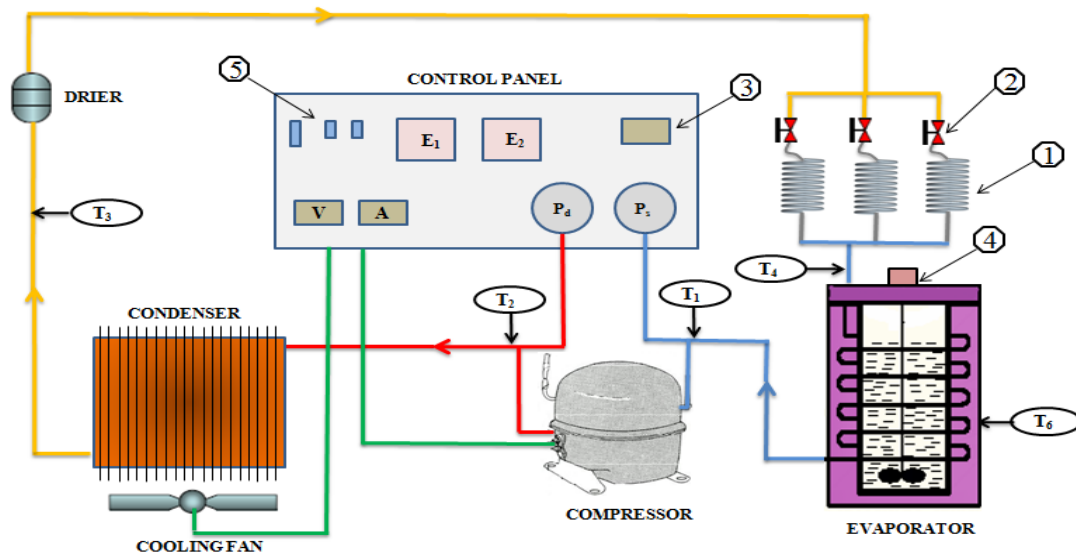 5
CONTROL PANEL
3
2
DRIER
E1
E2
1
T3
V
A
Pd
Ps
4
T4
T2
T1
CONDENSER
T6
COMPRESSOR
EVAPORATOR
COOLING FAN